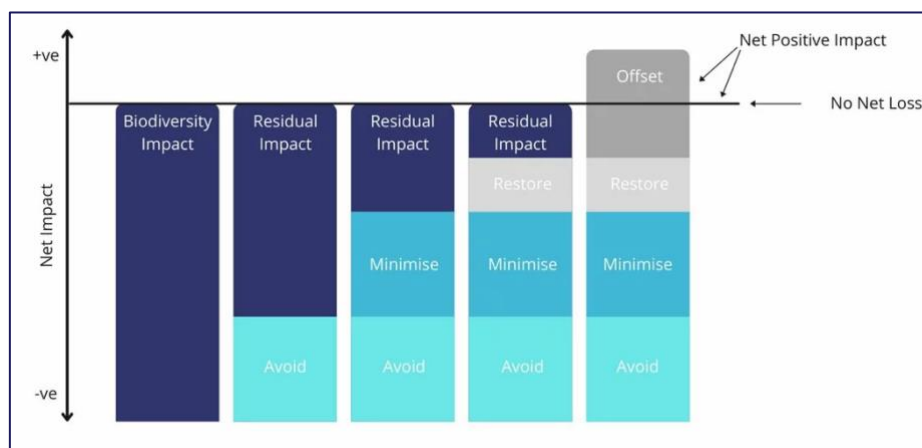 +ve
Net Positive Impact
Offset
No Net Loss
Biodiversity
Impact
Residual
Impact
Residual
Impact
Residual
Impact
Restore
Restore
Net Impact
Minimise
Minimise
Minimise
Avoid
Avoid
Avoid
Avoid
-ve